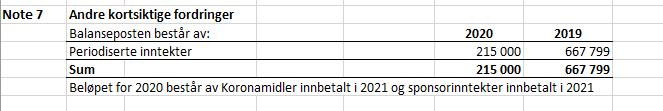 Note 7 Andre kortsiktige fordringer
Balanseposten består av: 2020 2019
Periodiserte inntekter 215 000 667 799
Sum 215 000 667 799
Beløpet for 2020 består av Koronamidler innbetalt i 2021 og sponsorinntekter innbetalt i 2021